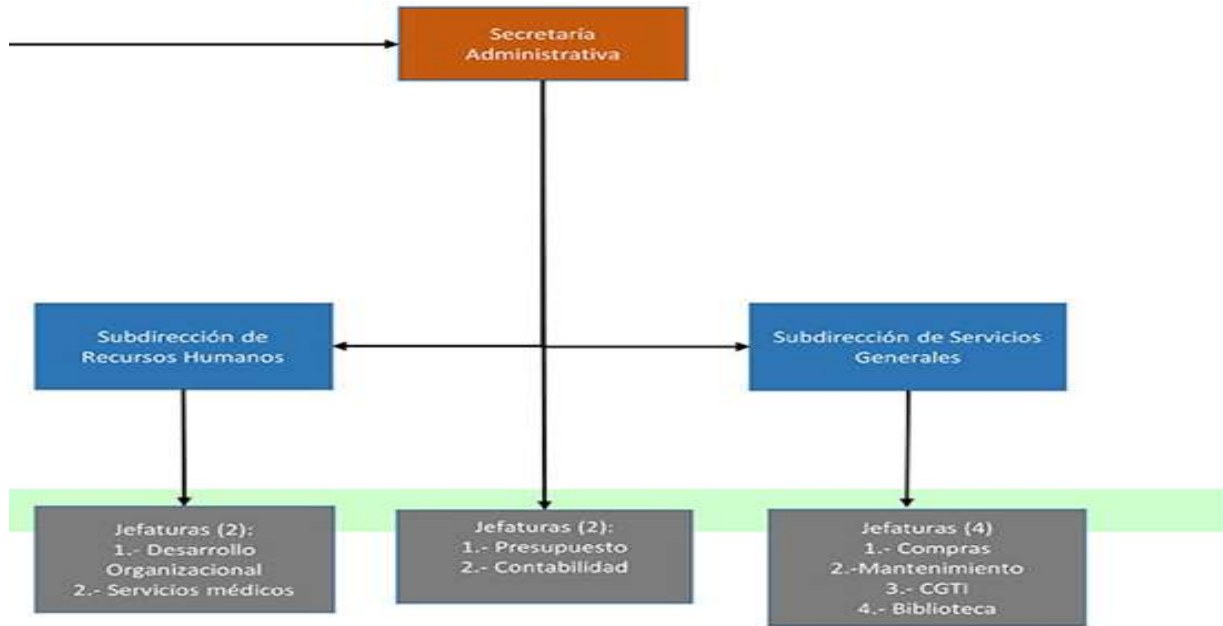 Secretaría
Administrativa
Subdirección de
Recursos Humanos
Subdirección de Servicios
Generales
Jefaturas (2):
1.- Desarrollo
Organizacional
2.- Servicios médicos
Jefaturas (2):
1.- Presupuesto
2.- Contabilidad
Jefaturas (4)
1.- Compras
2.-Mantenimiento
3.- CGTI
4.- Biblioteca